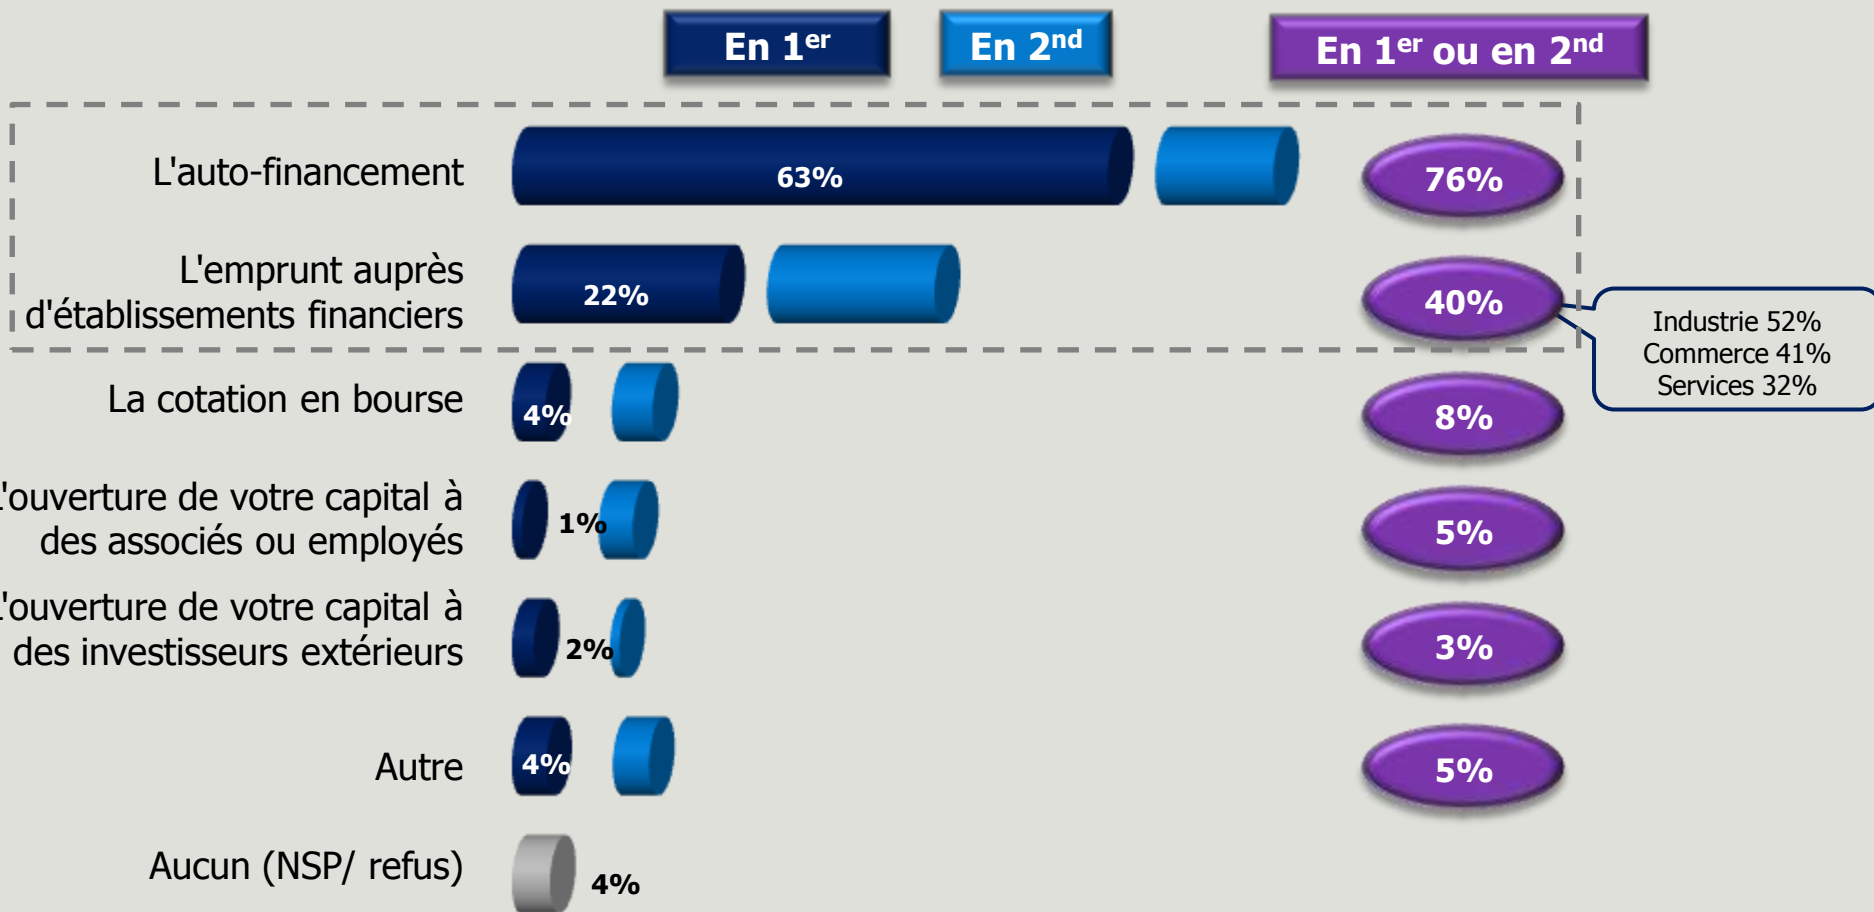 En 1er
En 2nd
En 1er ou en 2nd
L'auto-financement
63%
76%
L'emprunt auprès
d'établissements financiers
22%
40%
Industrie 52%
Commerce 41%
Services 32%
La cotation en bourse
4%
8%
L'ouverture de votre capital à
des associés ou employés
1%
5%
L'ouverture de votre capital à
des investisseurs extérieurs
2%
3%
Autre
4%
5%
Aucun (NSP/ refus)
4%